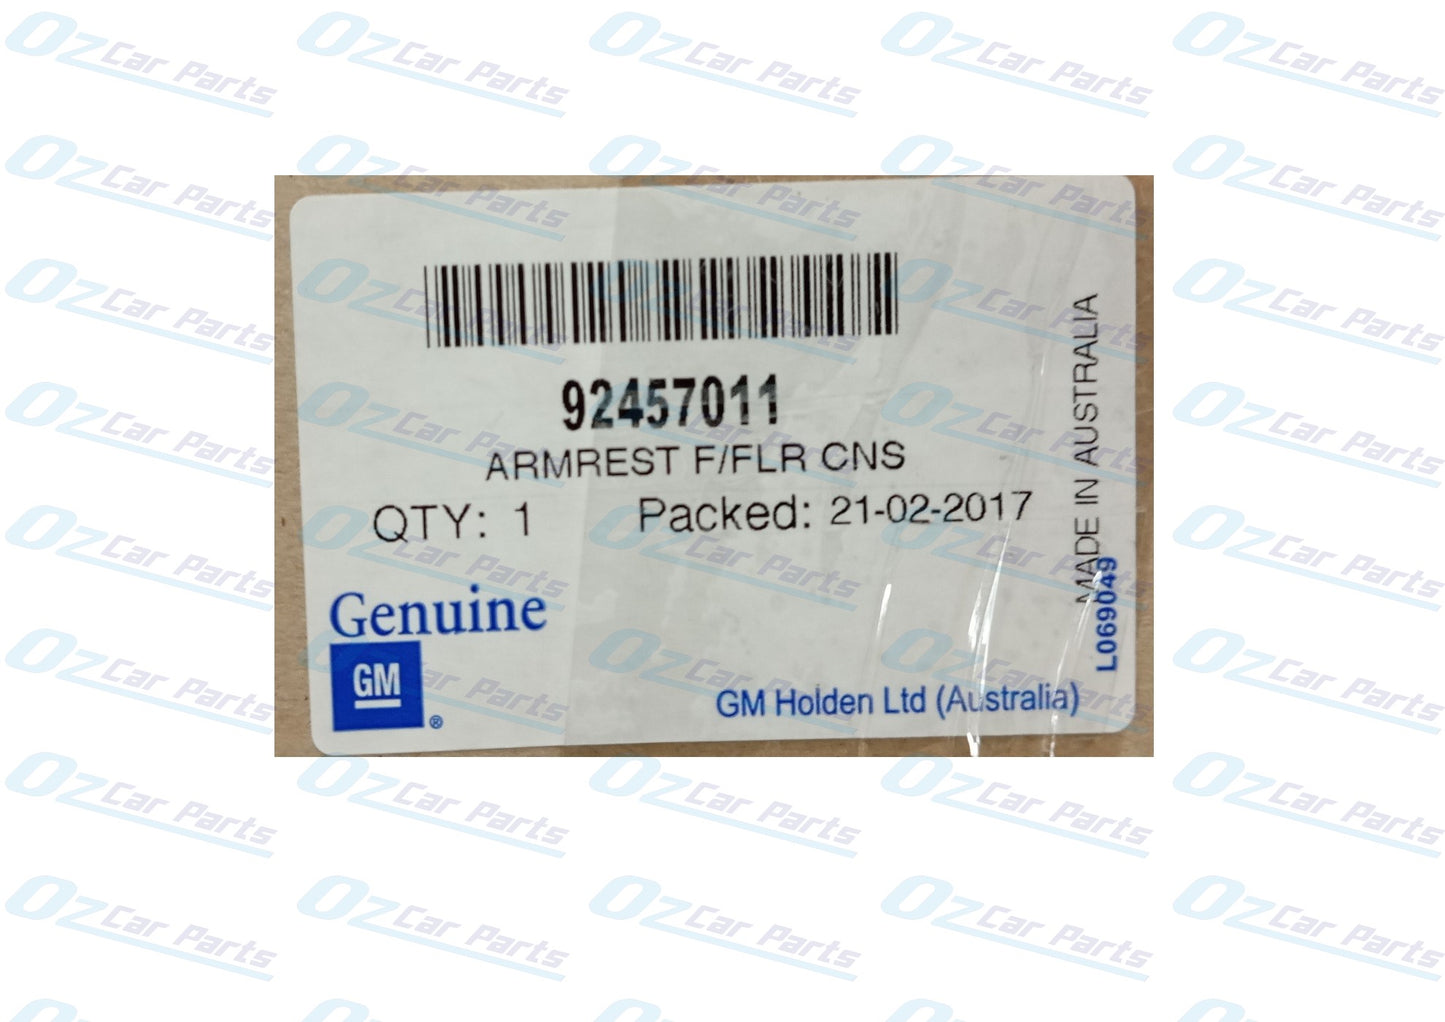 92457011
ARMREST F/FLR CNS
QTY: 1 Packed: 21-02-2017
Genuine
GM
®
GM Holden Ltd (Australia)
MADE IN AUSTRALIA
L069049
Oz Car Parts